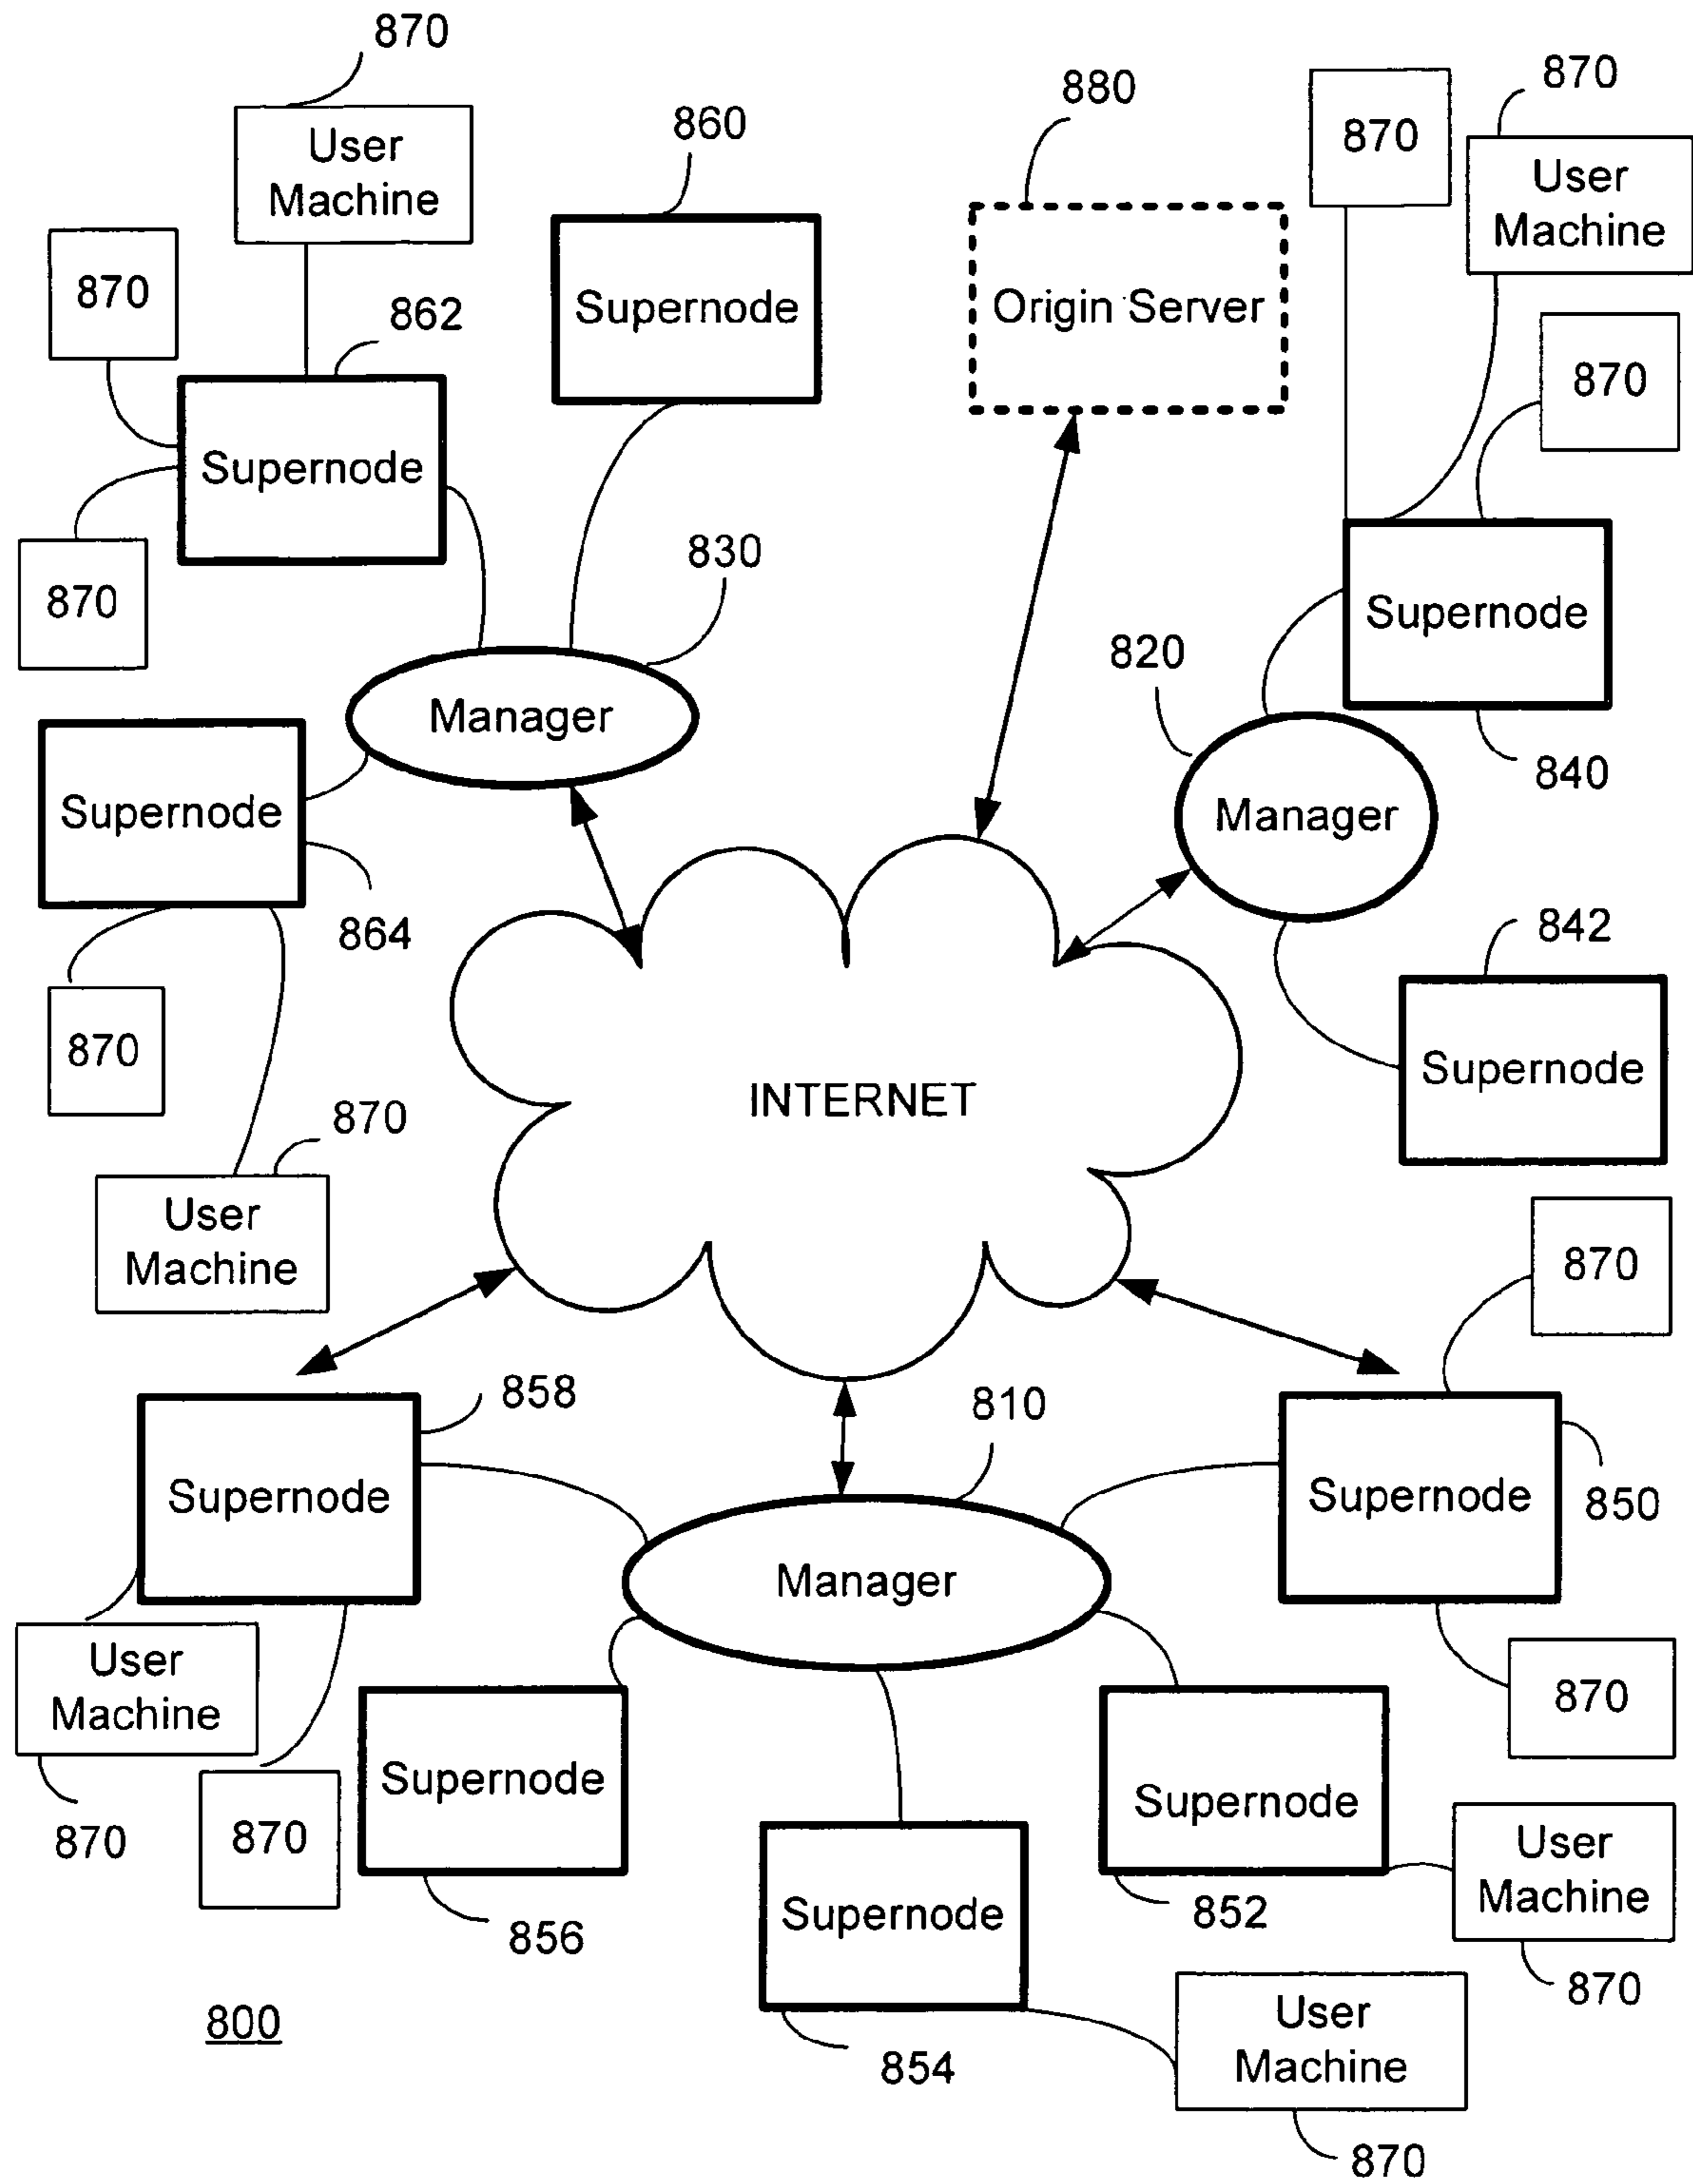 870
870
880
860
870
User
Machine
870
User
Machine
870
862
Supernode
Origin Server
870
Supernode
870
830
Supernode
820
Manager
840
Supernode
Manager
864
842
870
Supernode
INTERNET
870
User
Machine
870
858
810
Supernode
Supernode
850
Manager
User
Machine
870
Supernode
Supernode
870
870
User
Machine
856
Supernode
852
870
800
User
Machine
854
870